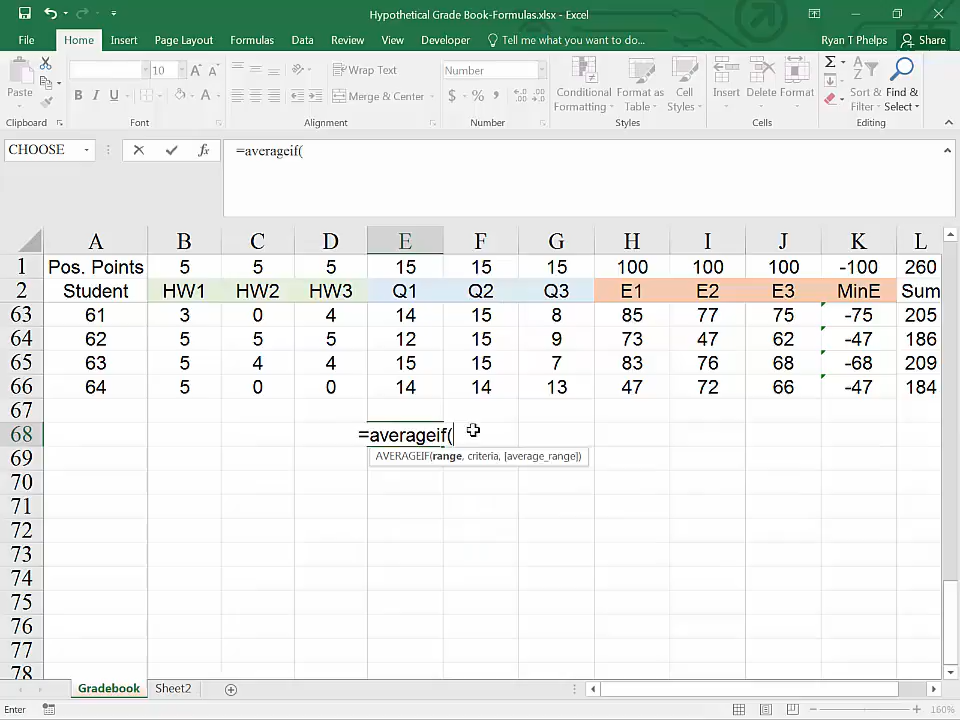 Hypothetical Grade Book-Formulas.xlsx - Excel
File Home Insert Page Layout Formulas Data Review View Developer Tell me what you want to do... Ryan T Phelps Share
Paste 10 Wrap Text Number Conditional Formatting Format as Table Cell Styles Insert Delete Format Sort & Filter Find & Select
B I U Merge & Center $ %
Clipboard Font Alignment Number Styles Cells Editing
CHOOSE fx =averageif(
A B C D E F G H I J K L
1 Pos. Points 5 5 5 15 15 15 100 100 100 -100 260
2 Student HW1 HW2 HW3 Q1 Q2 Q3 E1 E2 E3 MinE Sum
63 61 3 0 4 14 15 8 85 77 75 -75 205
64 62 5 5 5 12 15 9 73 47 62 -47 186
65 63 5 4 4 15 15 7 83 76 68 -68 209
66 64 5 0 0 14 14 13 47 72 66 -47 184
67
68 =averageif(
69 AVERAGEIF(range, criteria, [average_range])
70
71
72
73
74
75
76
77
78
Gradebook Sheet2
Enter 160%